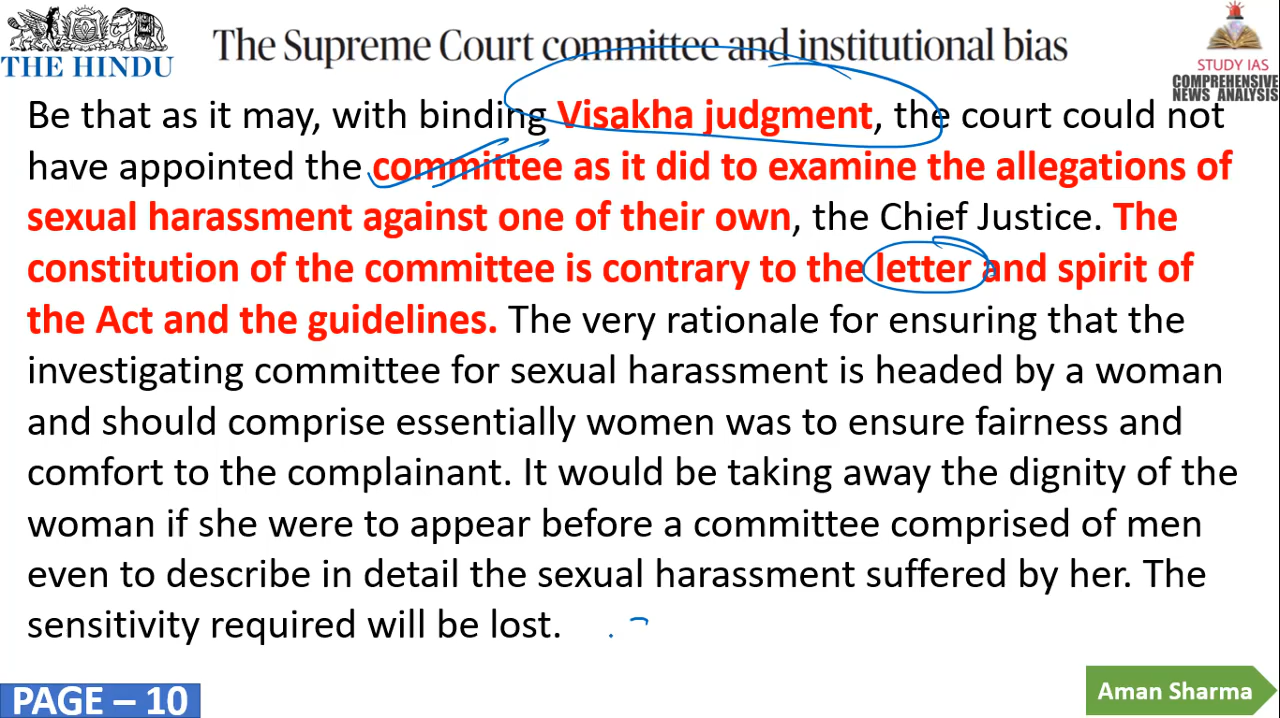 THE HINDU
The Supreme Court committee and institutional bias
STUDY IAS
COMPREHENSIVE
NEWS ANALYSIS
Be that as it may, with binding Visakha judgment, the court could not
have appointed the committee as it did to examine the allegations of
sexual harassment against one of their own, the Chief Justice. The
constitution of the committee is contrary to the letter and spirit of
the Act and the guidelines. The very rationale for ensuring that the
investigating committee for sexual harassment is headed by a woman
and should comprise essentially women was to ensure fairness and
comfort to the complainant. It would be taking away the dignity of the
woman if she were to appear before a committee comprised of men
even to describe in detail the sexual harassment suffered by her. The
sensitivity required will be lost.
PAGE – 10
Aman Sharma